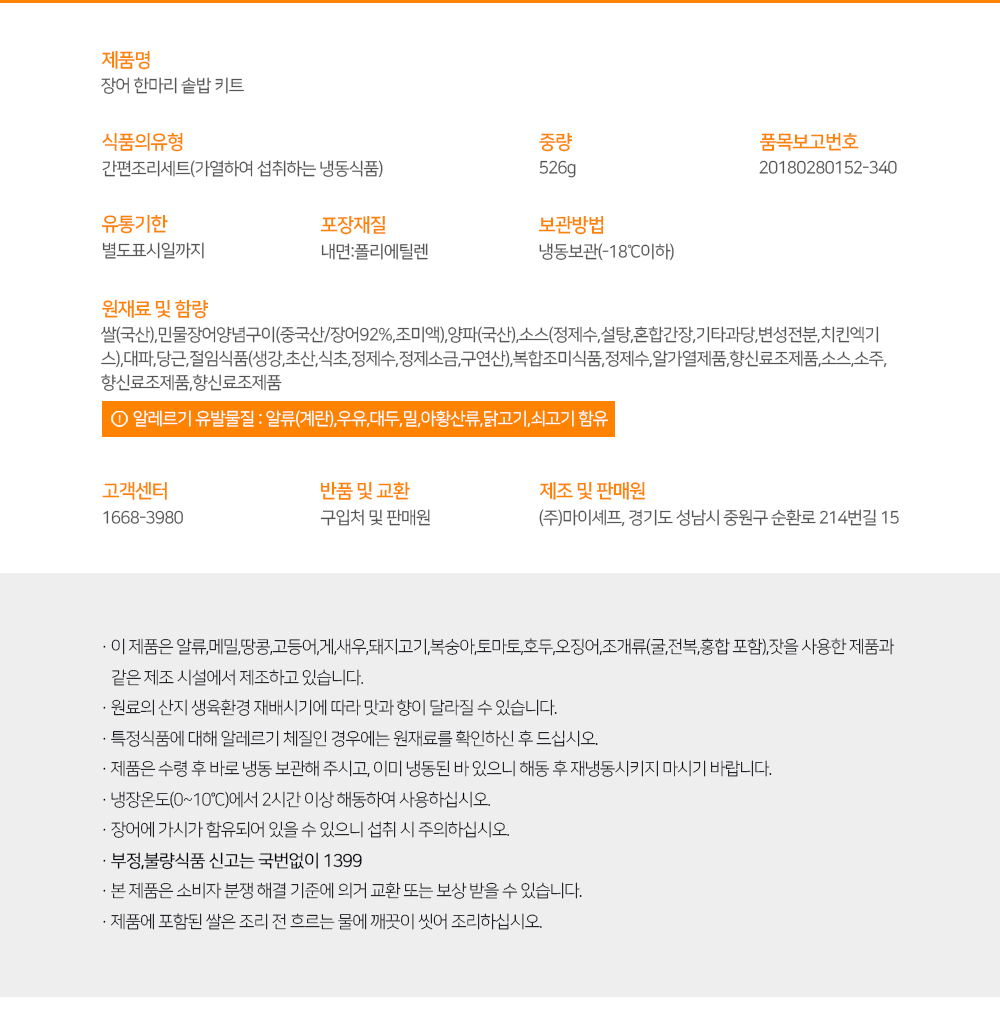 제품명
장어 한마리 솥밥 키트
식품의유형
간편조리세트(가열하여 섭취하는 냉동식품)
중량
526g
품목보고번호
20180280152-340
유통기한
별도표시일까지
포장재질
내면:폴리에틸렌
보관방법
냉동보관(-18℃이하)
원재료 및 함량
쌀(국산),민물장어양념구이(중국산/장어92%,조미액),양파(국산),소스(정제수,설탕,혼합간장,기타과당,변성전분,치킨엑기
스),대파,당근,절임식품(생강,초산,식초,정제수,정제소금,구연산),복합조미식품,정제수,알가열제품,향신료조제품,소스,소주,
향신료조제품,향신료조제품
알레르기 유발물질 : 알류(계란),우유,대두,밀,아황산류,닭고기,쇠고기 함유
고객센터
1668-3980
반품 및 교환
구입처 및 판매원
제조 및 판매원
(주)마이셰프, 경기도 성남시 중원구 순환로 214번길 15
· 이 제품은 알류,메밀,땅콩,고등어,게,새우,돼지고기,복숭아,토마토,호두,오징어,조개류(굴,전복,홍합 포함),잣을 사용한 제품과
같은 제조 시설에서 제조하고 있습니다.
· 원료의 산지 생육환경 재배시기에 따라 맛과 향이 달라질 수 있습니다.
· 특정식품에 대해 알레르기 체질인 경우에는 원재료를 확인하신 후 드십시오.
· 제품은 수령 후 바로 냉동 보관해 주시고, 이미 냉동된 바 있으니 해동 후 재냉동시키지 마시기 바랍니다.
· 냉장온도(0~10℃)에서 2시간 이상 해동하여 사용하십시오.
· 장어에 가시가 함유되어 있을 수 있으니 섭취 시 주의하십시오.
· 부정,불량식품 신고는 국번없이 1399
· 본 제품은 소비자 분쟁 해결 기준에 의거 교환 또는 보상 받을 수 있습니다.
· 제품에 포함된 쌀은 조리 전 흐르는 물에 깨끗이 씻어 조리하십시오.